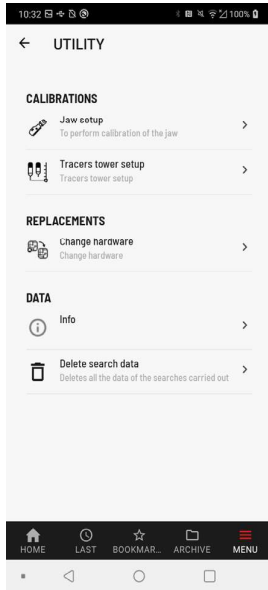 10:32 100%
UTILITY
CALIBRATIONS
Jaw setup
To perform calibration of the jaw
Tracers tower setup
Tracers tower setup
REPLACEMENTS
Change hardware
Change hardware
DATA
Info
Delete search data
Deletes all the data of the searches carried out
HOME LAST BOOKMAR... ARCHIVE MENU